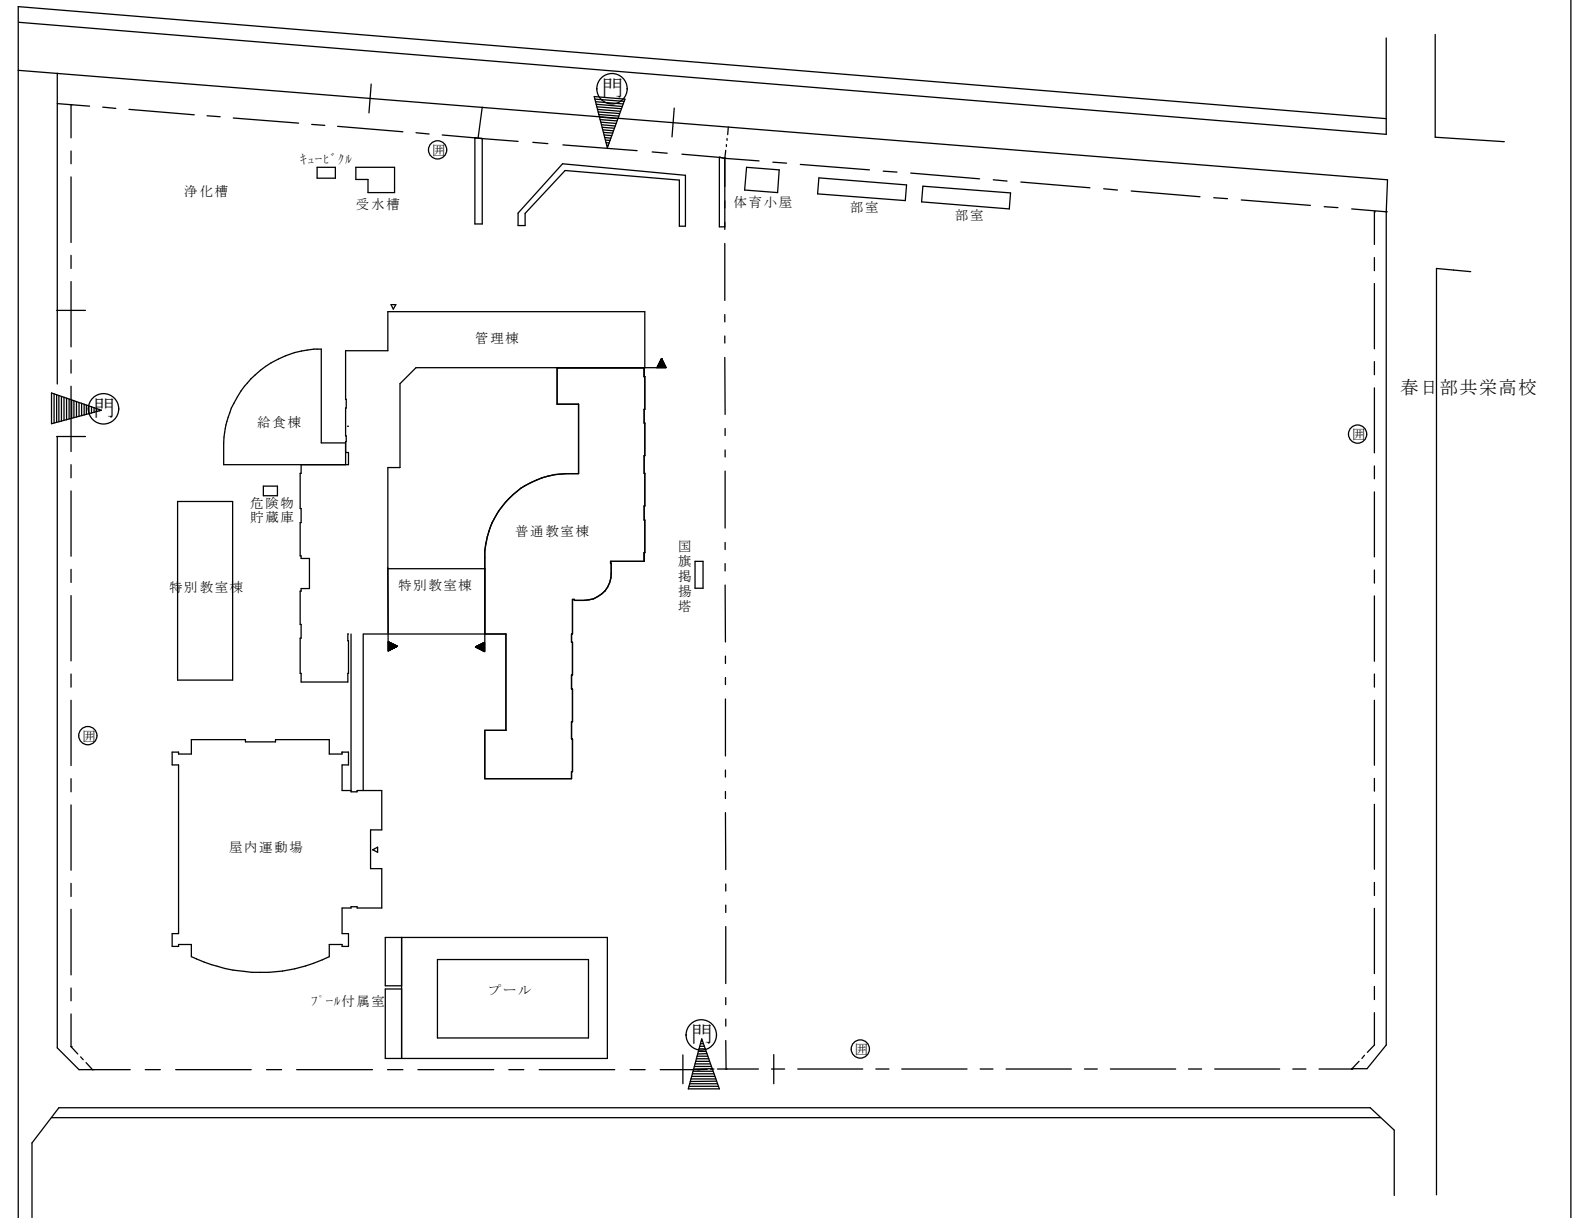 門
囲
キュービクル
浄化槽
受水槽
体育小屋
部室
部室
管理棟
春日部共栄高校
門
給食棟
囲
危険物
貯蔵庫
普通教室棟
国旗掲揚塔
特別教室棟
特別教室棟
囲
屋内運動場
プール
プール付属室
門
囲